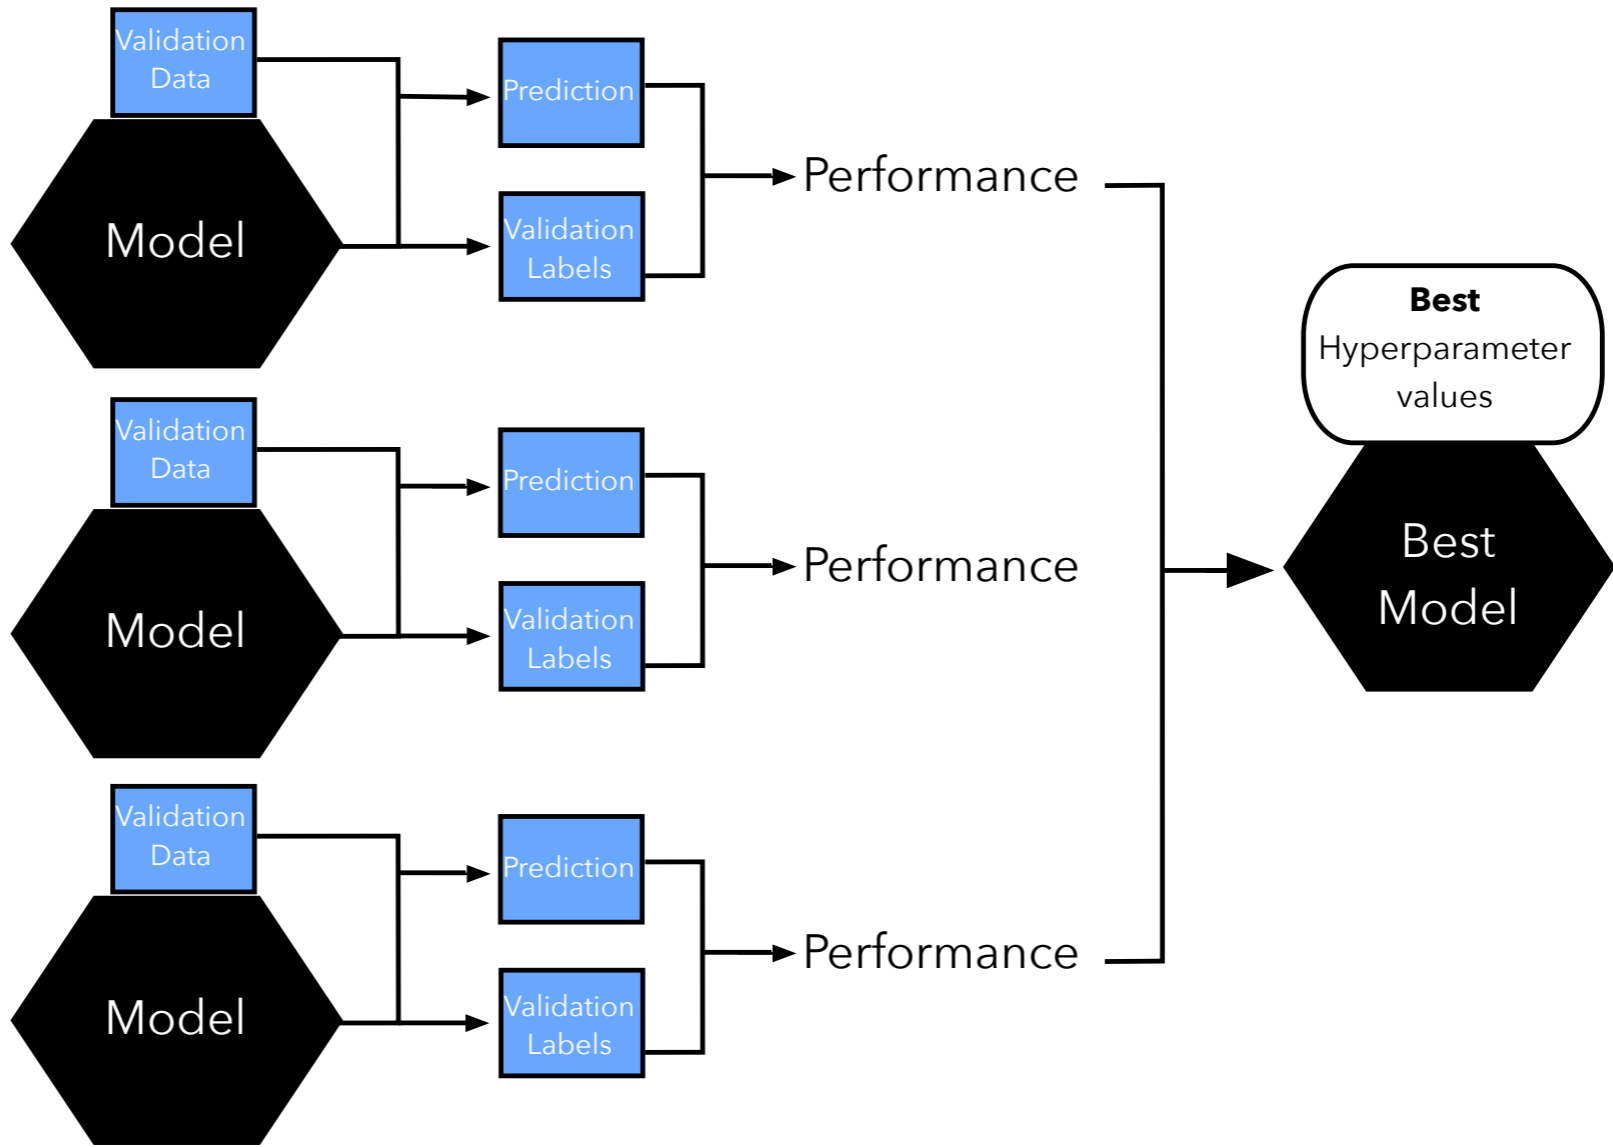 Validation
Data
Model
Prediction
Validation
Labels
Performance
Validation
Data
Model
Prediction
Validation
Labels
Performance
Validation
Data
Model
Prediction
Validation
Labels
Performance
Best
Hyperparameter
values
Best
Model